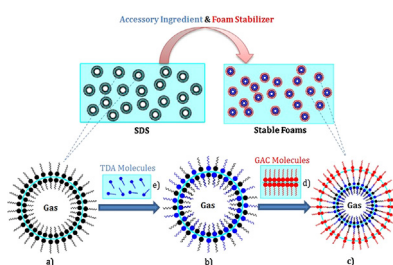 Accessory Ingredient & Foam Stabilizer
SDS
Stable Foams
TDA Molecules
GAC Molecules
e)
d)
Gas
Gas
Gas
a)
b)
c)